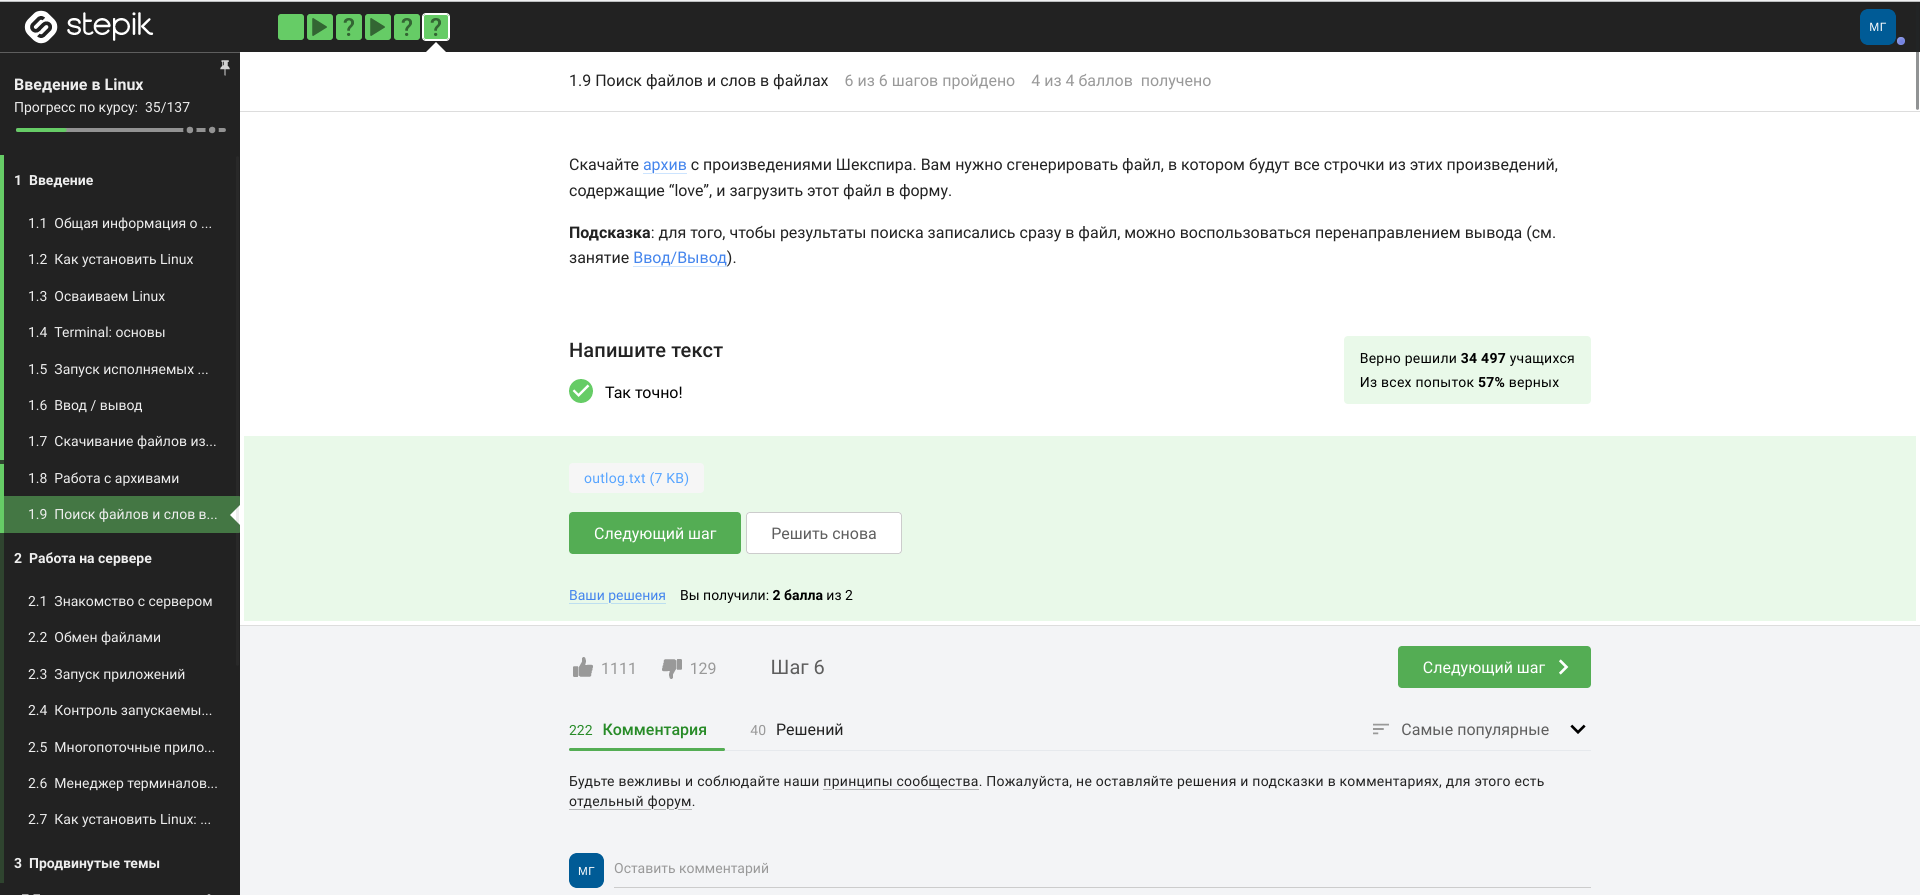 stepik
? ? ?
МГ
Введение в Linux
Прогресс по курсу: 35/137
1 Введение
1.1 Общая информация о ...
1.2 Как установить Linux
1.3 Осваиваем Linux
1.4 Terminal: основы
1.5 Запуск исполняемых ...
1.6 Ввод / вывод
1.7 Скачивание файлов из...
1.8 Работа с архивами
1.9 Поиск файлов и слов в...
2 Работа на сервере
2.1 Знакомство с сервером
2.2 Обмен файлами
2.3 Запуск приложений
2.4 Контроль запускаемы...
2.5 Многопоточные прило...
2.6 Менеджер терминалов...
2.7 Как установить Linux: ...
3 Продвинутые темы
1.9 Поиск файлов и слов в файлах 6 из 6 шагов пройдено 4 из 4 баллов получено
Скачайте архив с произведениями Шекспира. Вам нужно сгенерировать файл, в котором будут все строчки из этих произведений,
содержащие “love”, и загрузить этот файл в форму.
Подсказка: для того, чтобы результаты поиска записались сразу в файл, можно воспользоваться перенаправлением вывода (см.
занятие Ввод/Вывод).
Напишите текст
Так точно!
Верно решили 34 497 учащихся
Из всех попыток 57% верных
outlog.txt (7 KB)
Следующий шаг Решить снова
Ваши решения Вы получили: 2 балла из 2
1111 129 Шаг 6 Следующий шаг
222 Комментария 40 Решений Самые популярные
Будьте вежливы и соблюдайте наши принципы сообщества. Пожалуйста, не оставляйте решения и подсказки в комментариях, для этого есть
отдельный форум.
МГ Оставить комментарий